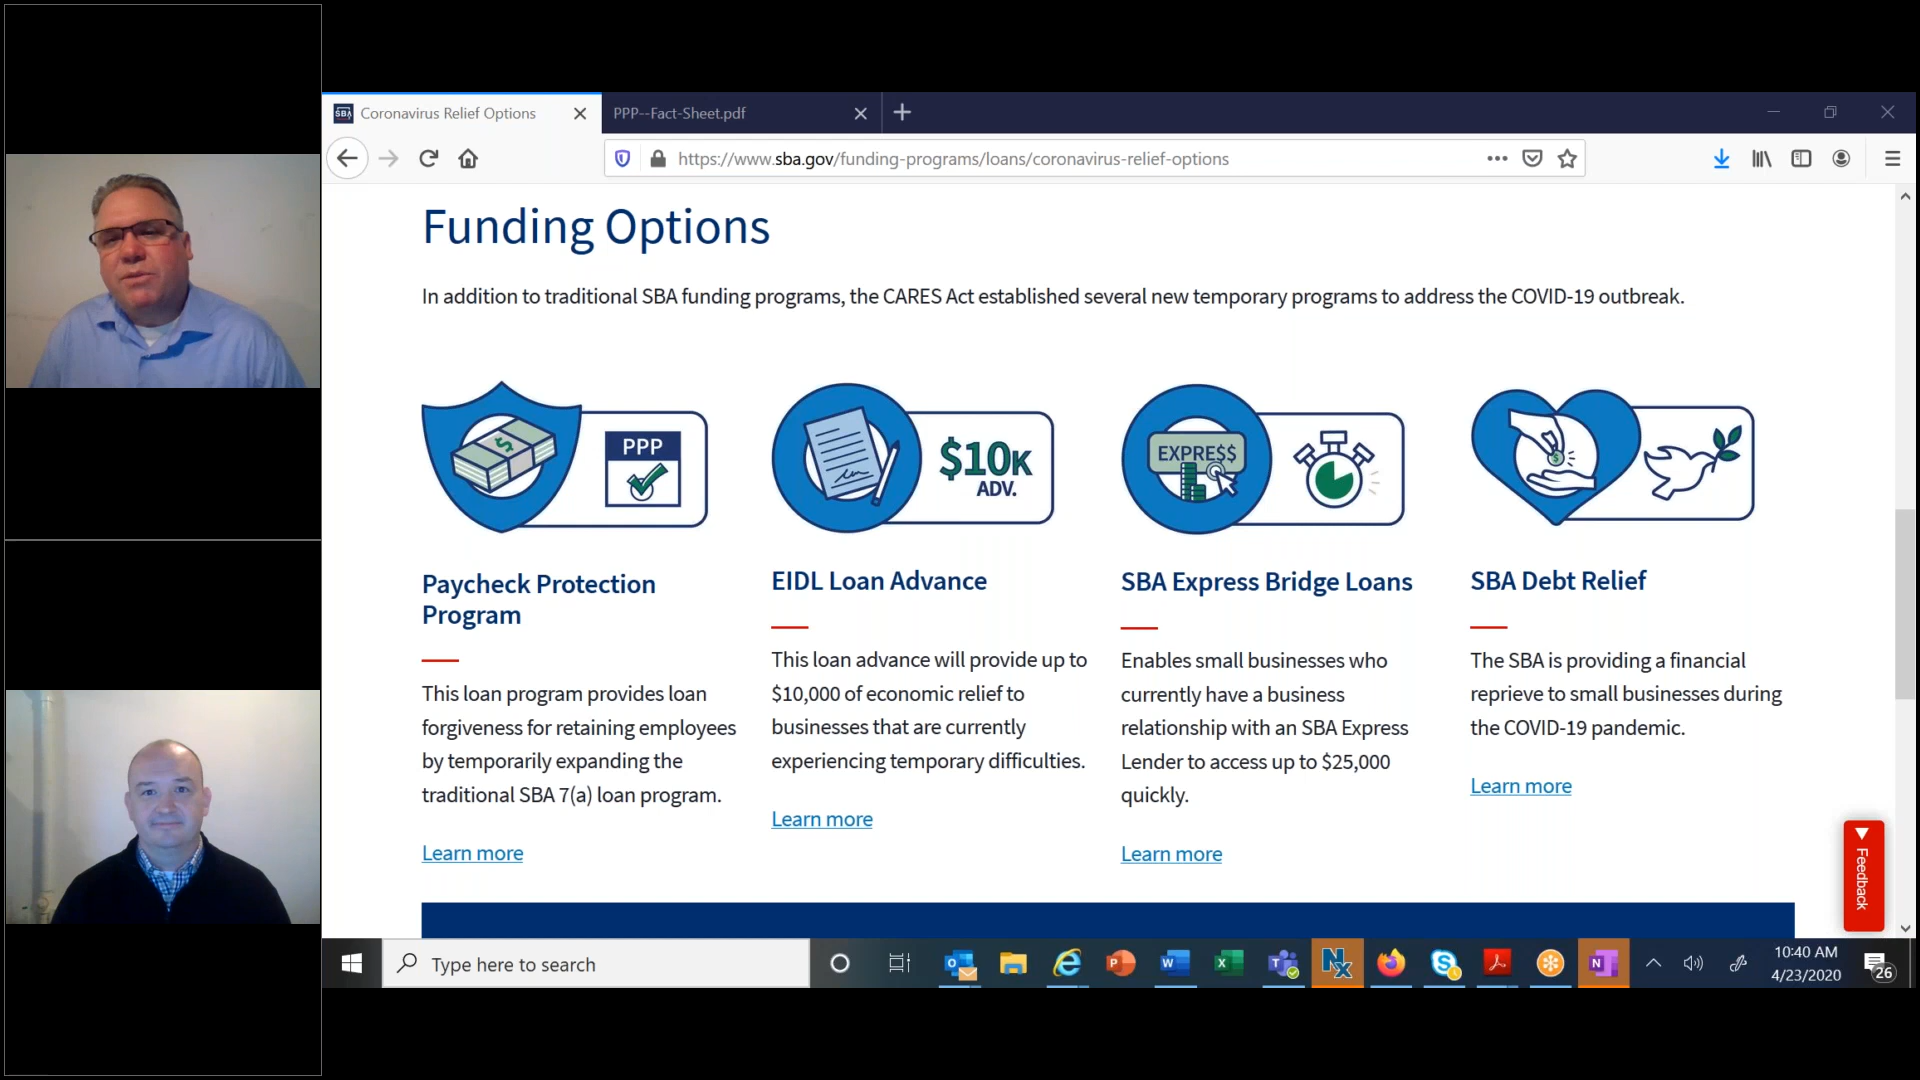 SBA
Coronavirus Relief Options
PPP--Fact-Sheet.pdf
https://www.sba.gov/funding-programs/loans/coronavirus-relief-options
Funding Options
In addition to traditional SBA funding programs, the CARES Act established several new temporary programs to address the COVID-19 outbreak.
$
PPP
Paycheck Protection
Program
This loan program provides loan
forgiveness for retaining employees
by temporarily expanding the
traditional SBA 7(a) loan program.
Learn more
$10K
ADV.
EIDL Loan Advance
This loan advance will provide up to
$10,000 of economic relief to
businesses that are currently
experiencing temporary difficulties.
Learn more
EXPRE$$
SBA Express Bridge Loans
Enables small businesses who
currently have a business
relationship with an SBA Express
Lender to access up to $25,000
quickly.
Learn more
$
SBA Debt Relief
The SBA is providing a financial
reprieve to small businesses during
the COVID-19 pandemic.
Learn more
Feedback
Type here to search
10:40 AM
4/23/2020
26